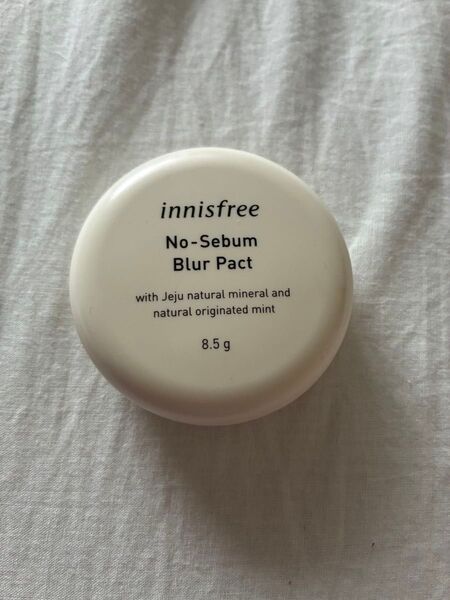 innisfree
No-Sebum
Blur Pact
with Jeju natural mineral and
natural originated mint
8.5 g